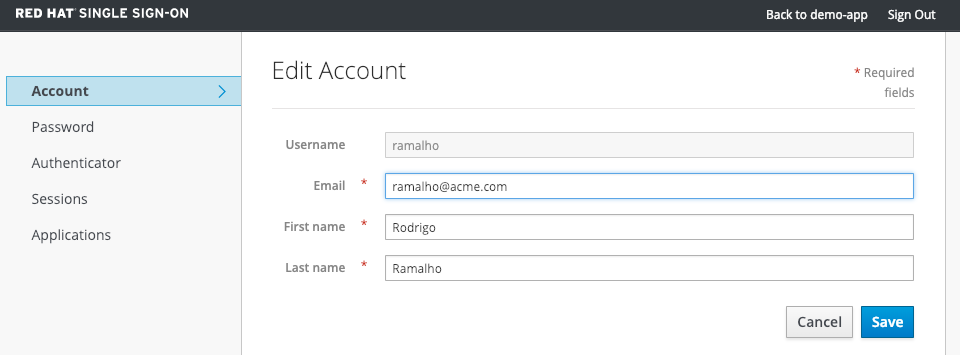 RED HAT SINGLE SIGN-ON
Back to demo-app Sign Out
Account
Password
Authenticator
Sessions
Applications
Edit Account
* Required
fields
Username ramalho
Email * ramalho@acme.com
First name * Rodrigo
Last name * Ramalho
Cancel Save